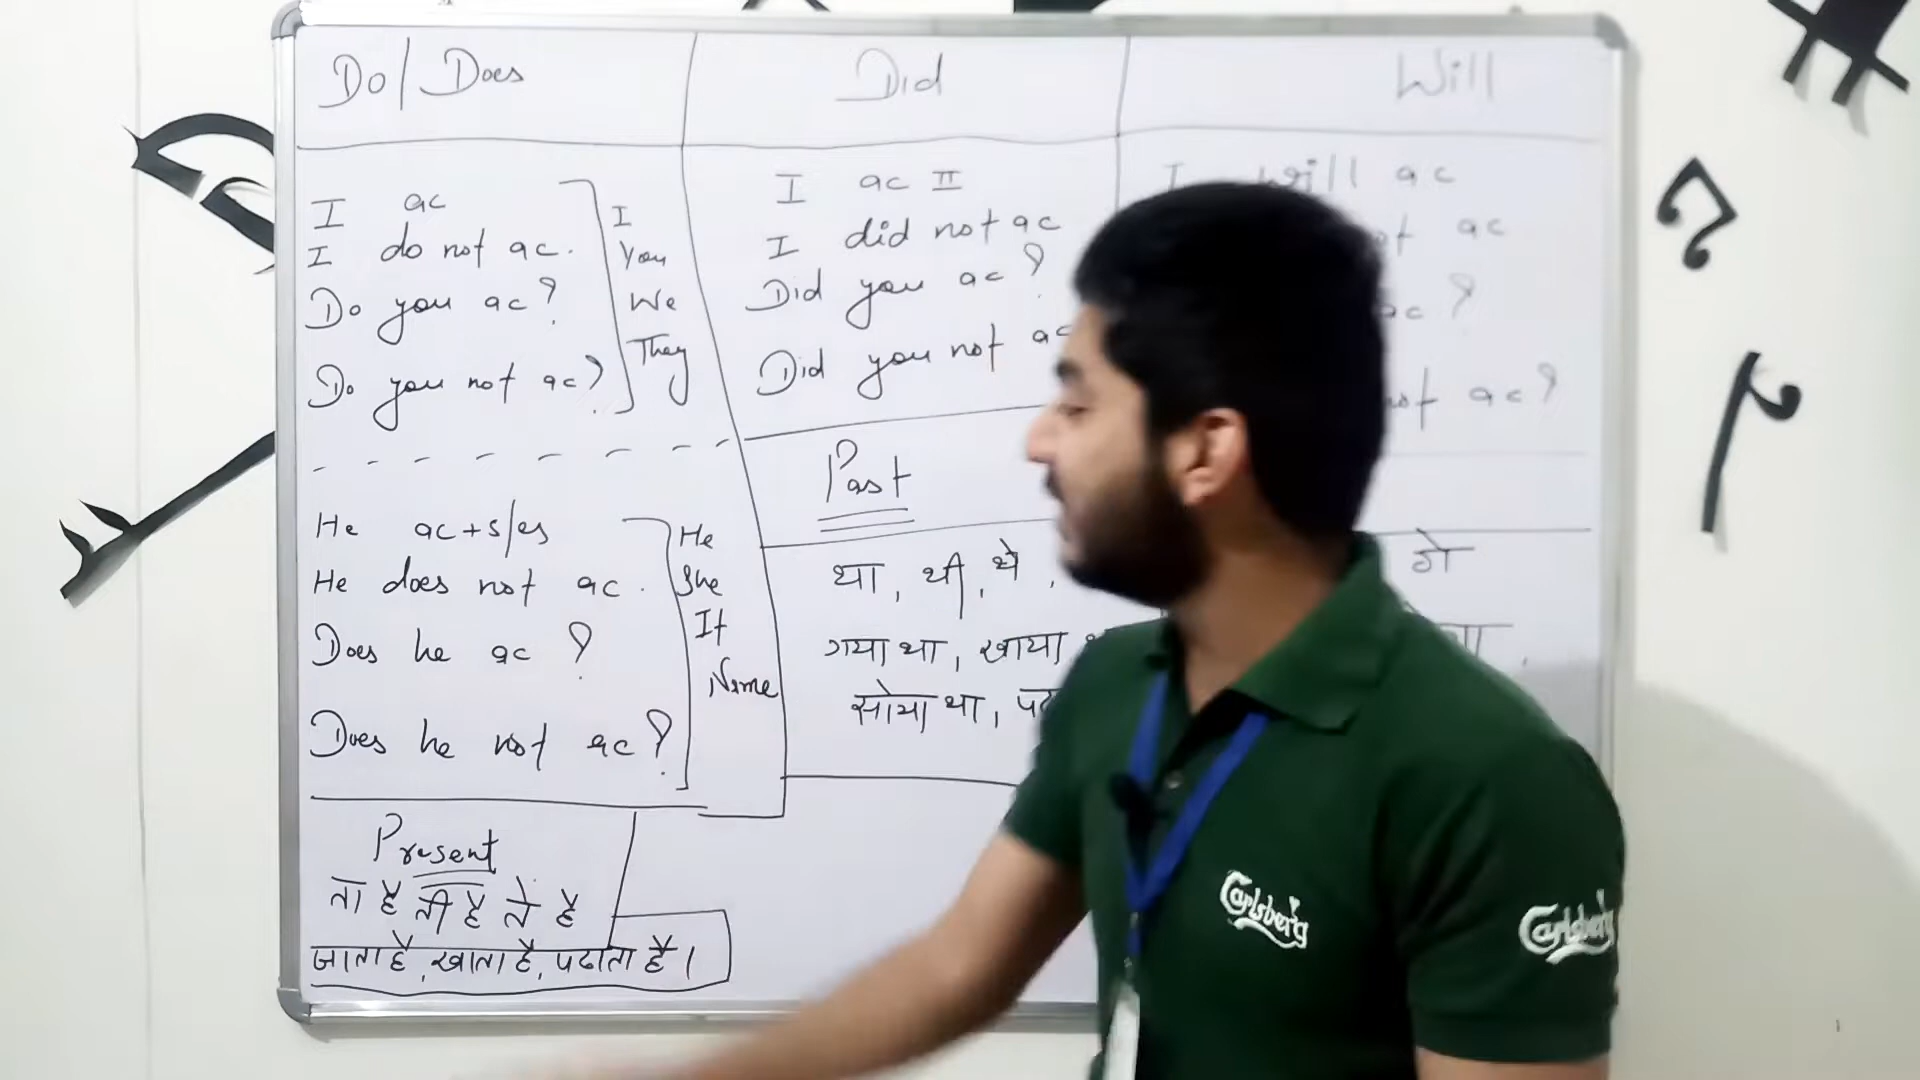 Do/Does
I ac
I do not ac.
Do you ac?
Do you not ac?
I
You
We
They
He ac+s/es
He does not ac.
Does he ac?
Does he not ac?
He
She
It
Name
Present
ता है ती है ते है
जाता है, खाता है, पढाता है।
Did
I ac II
I did not ac
Did you ac?
Did you not ac
Past
था, थी, थे,
गया था, खाया
सोया था,
Will
I will ac
ac
ac?
not ac?
गे
Carlsberg
Carlsberg